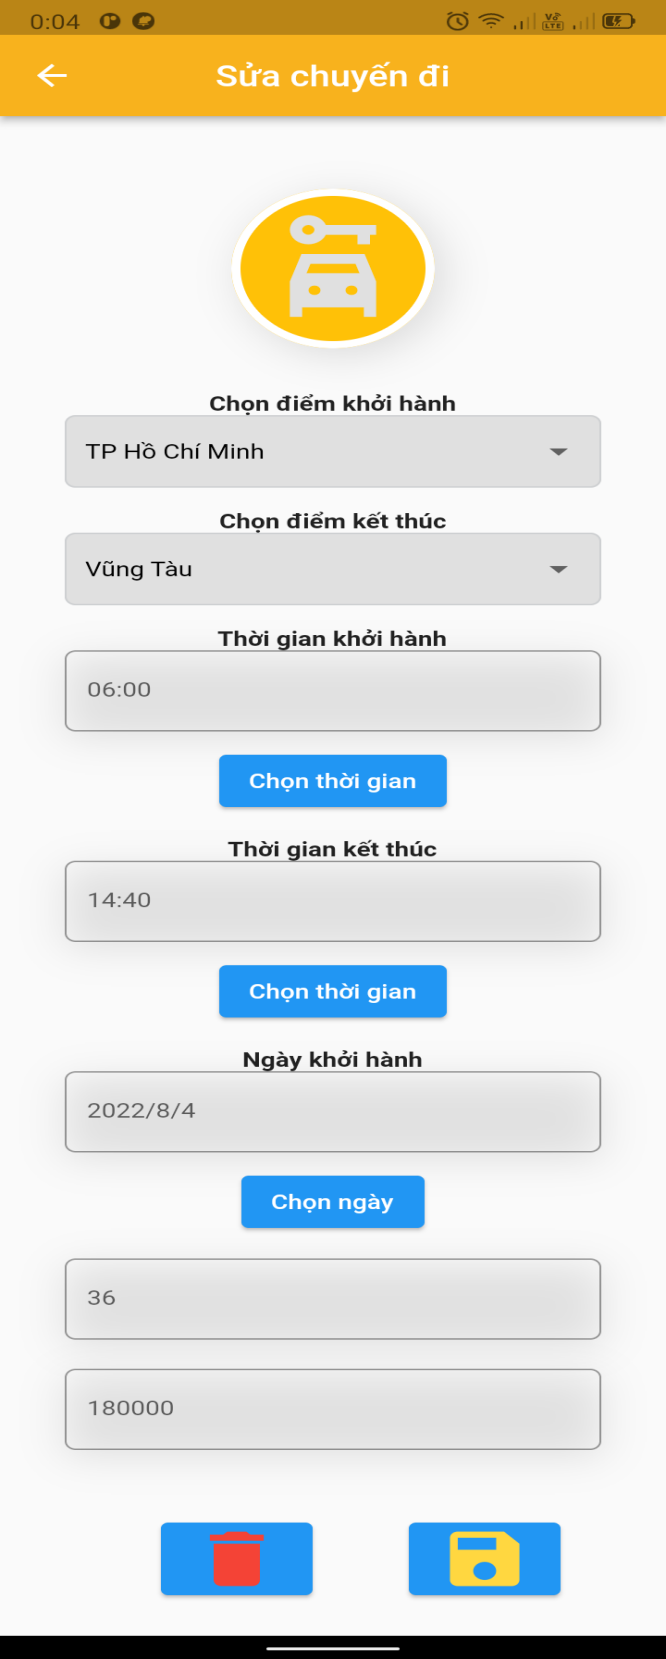 0:04
Vo
LTE
Sửa chuyến đi
Chọn điểm khởi hành
TP Hồ Chí Minh
Chọn điểm kết thúc
Vũng Tàu
Thời gian khởi hành
06:00
Chọn thời gian
Thời gian kết thúc
14:40
Chọn thời gian
Ngày khởi hành
2022/8/4
Chọn ngày
36
180000